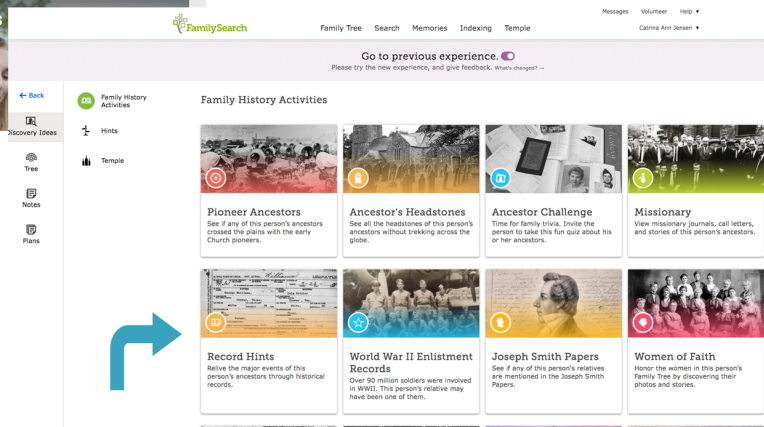 Messages Volunteer Help
FamilySearch
Family Tree Search Memories Indexing Temple
Catrina Ann Jensen
Go to previous experience.
Please try the new experience, and give feedback. What's changed? →
← Back
Discovery Ideas
Tree
Notes
Plans
Family History
Activities
Hints
Temple
Family History Activities
Pioneer Ancestors
See if any of this person's ancestors
crossed the plains with the early
Church pioneers.
Ancestor's Headstones
See all the headstones of this person's
ancestors without trekking across the
globe.
Ancestor Challenge
Time for family trivia. Invite the
person to take this fun quiz about his
or her ancestors.
Missionary
View missionary journals, call letters,
and stories of this person's ancestors.
Record Hints
Relive the major events of this
person's ancestors through historical
records.
World War II Enlistment
Records
Over 90 million soldiers were involved
in WWII. This person's relative may
have been one of them.
Joseph Smith Papers
See if any of this person's relatives
are mentioned in the Joseph Smith
Papers.
Women of Faith
Honor the women in this person's
Family Tree by discovering their
photos and stories.